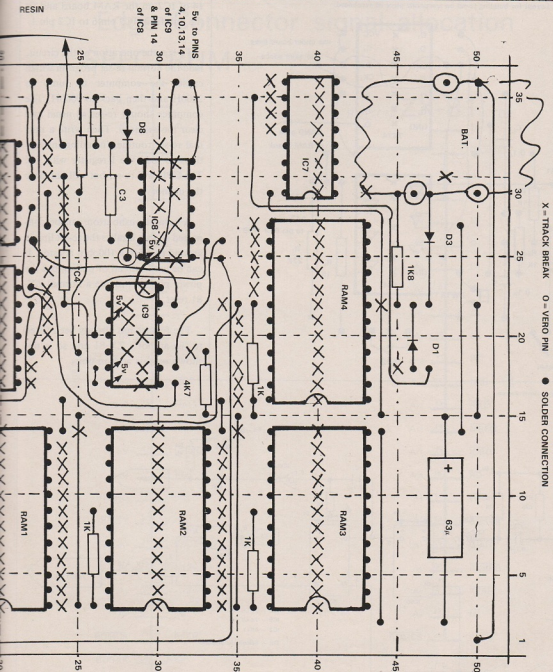 RESIN
5v to PINS
4,10,13,14
of IC9
& PIN 14
of IC8
X = TRACK BREAK O = VERO PIN ● SOLDER CONNECTION
25
30
35
40
45
50
35
30
25
20
15
10
5
1
BAT.
D8
C3
IC7
IC8
5v
C4
IC9
5v
5v
4K7
RAM4
1K
1K8
D3
D1
RAM1
1K
RAM2
1K
RAM3
+
63µ
25
30
35
40
45
50